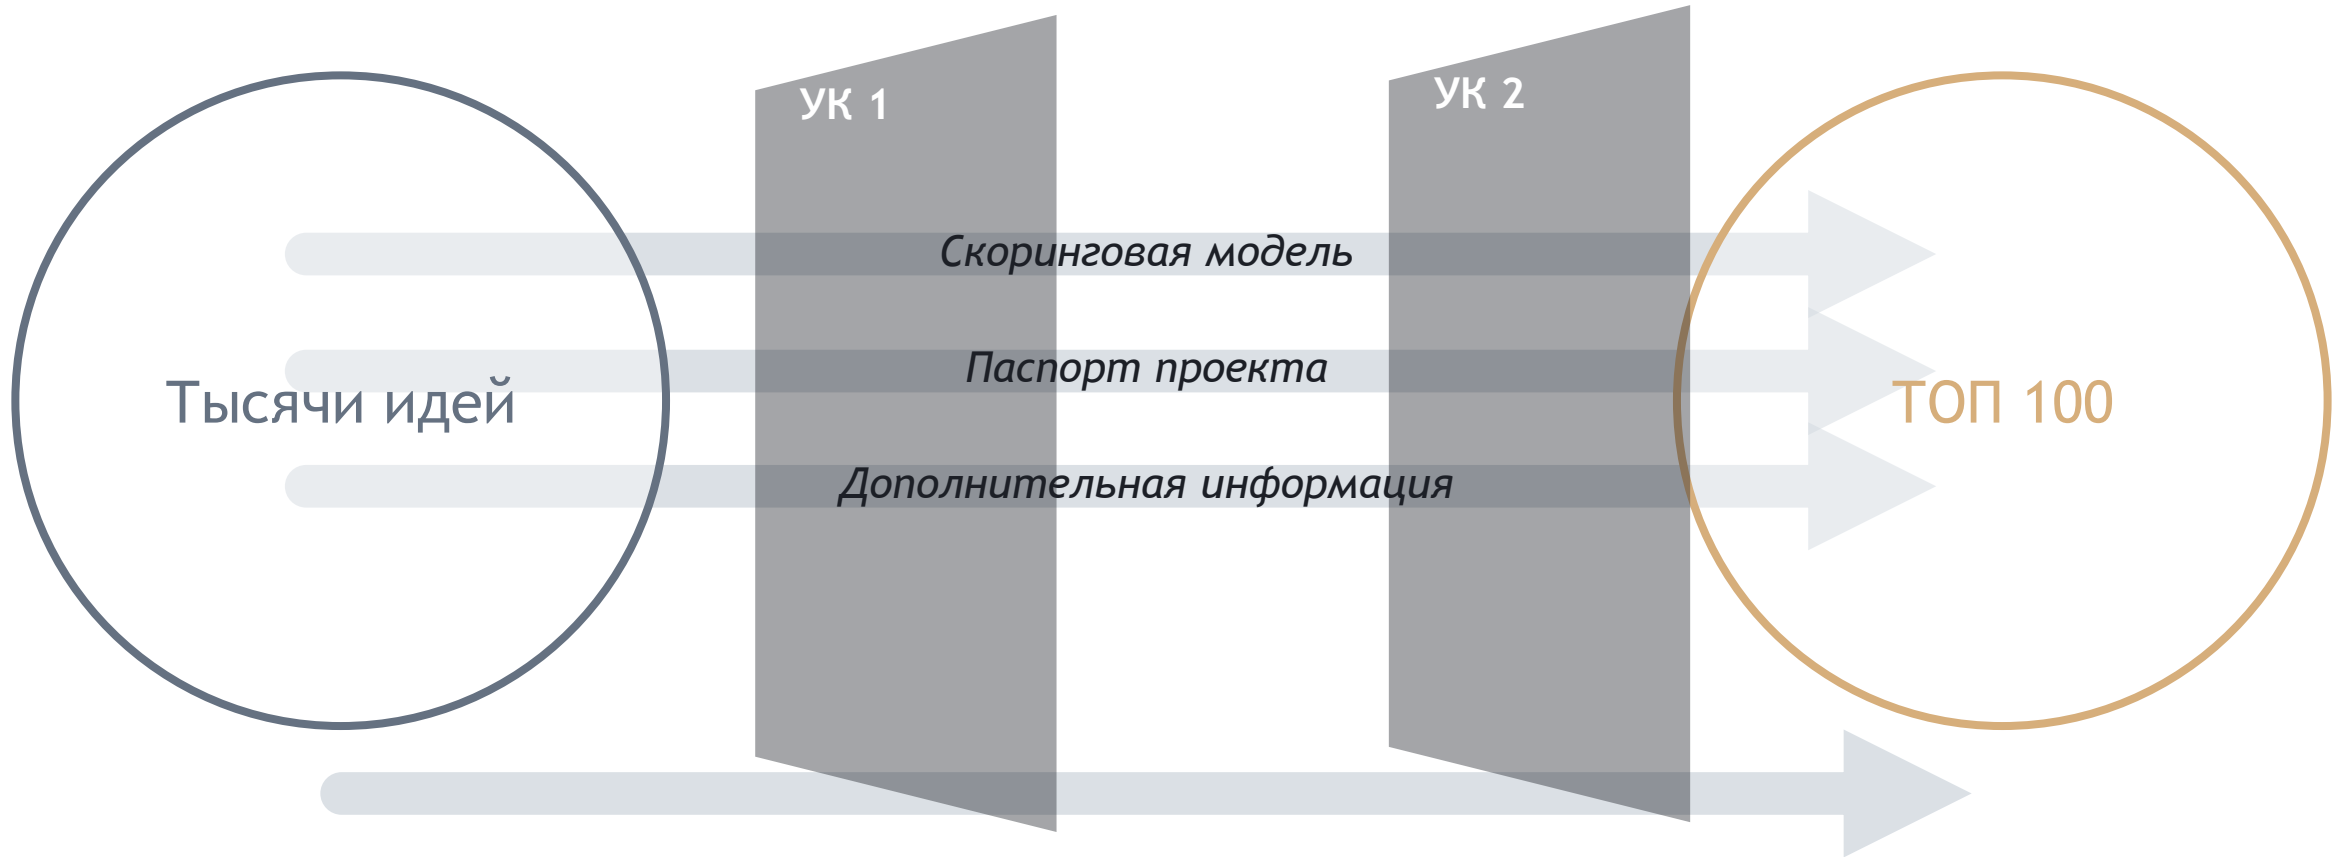 УК 1
УК 2
Скоринговая модель
Паспорт проекта
Тысячи идей
ТОП 100
Дополнительная информация